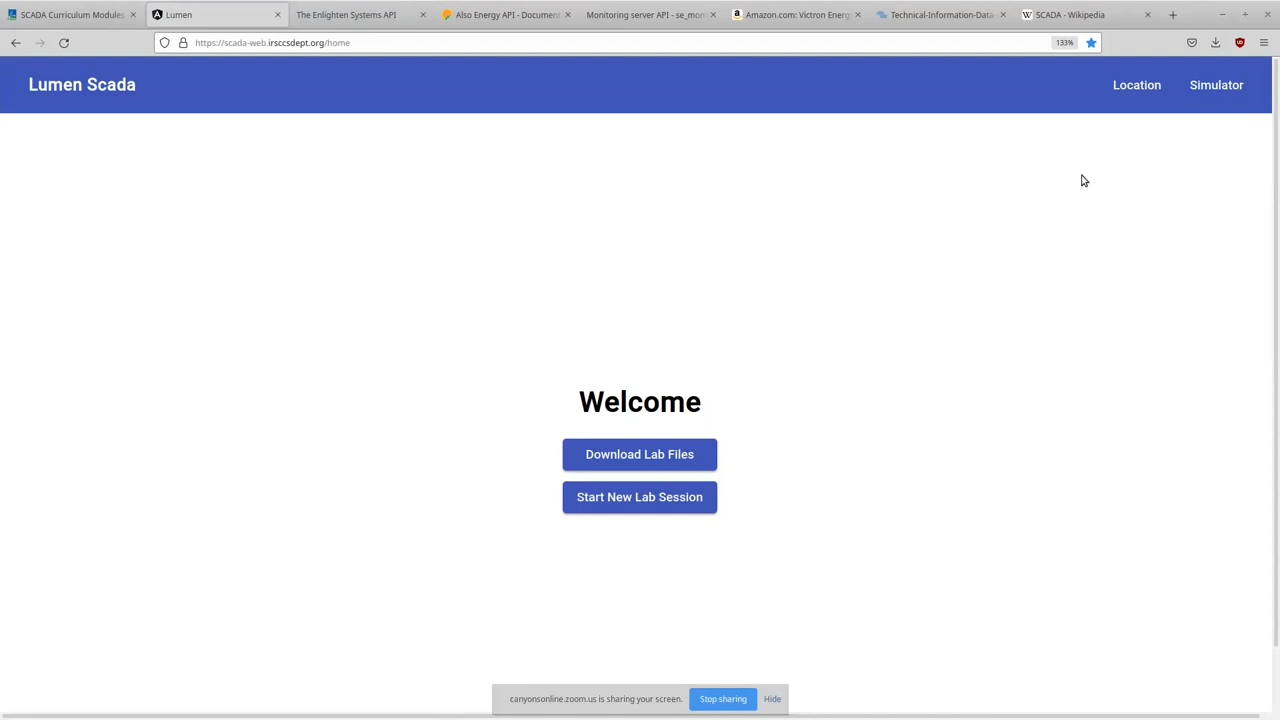 SCADA Curriculum Modules
Lumen
The Enlighten Systems API
Also Energy API - Document
Monitoring server API - se_mon
Amazon.com: Victron Energ
Technical-Information-Data-
SCADA - Wikipedia
https://scada-web.irsccsdept.org/home
133%
Lumen Scada
Location
Simulator
Welcome
Download Lab Files
Start New Lab Session
canyonsonline.zoom.us is sharing your screen.
Stop sharing
Hide